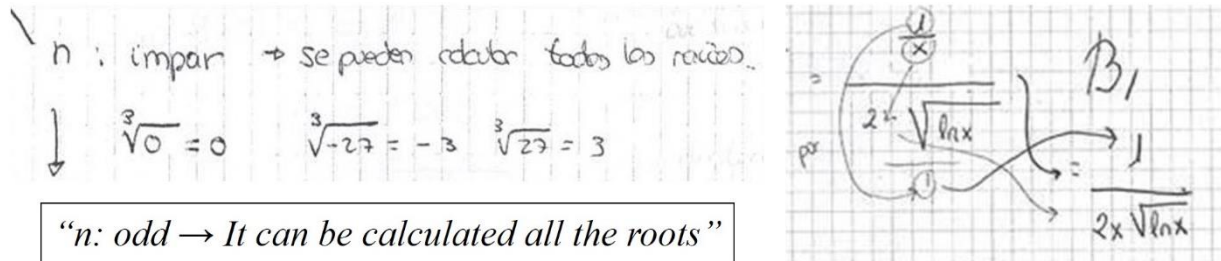 n : impar → se pueden calcular todos las raíces.
∛0 = 0 ∛-27 = -3 ∛27 = 3
"n: odd → It can be calculated all the roots"
1
x
=
2 √lnx
1
= 1
2x √lnx
B₁